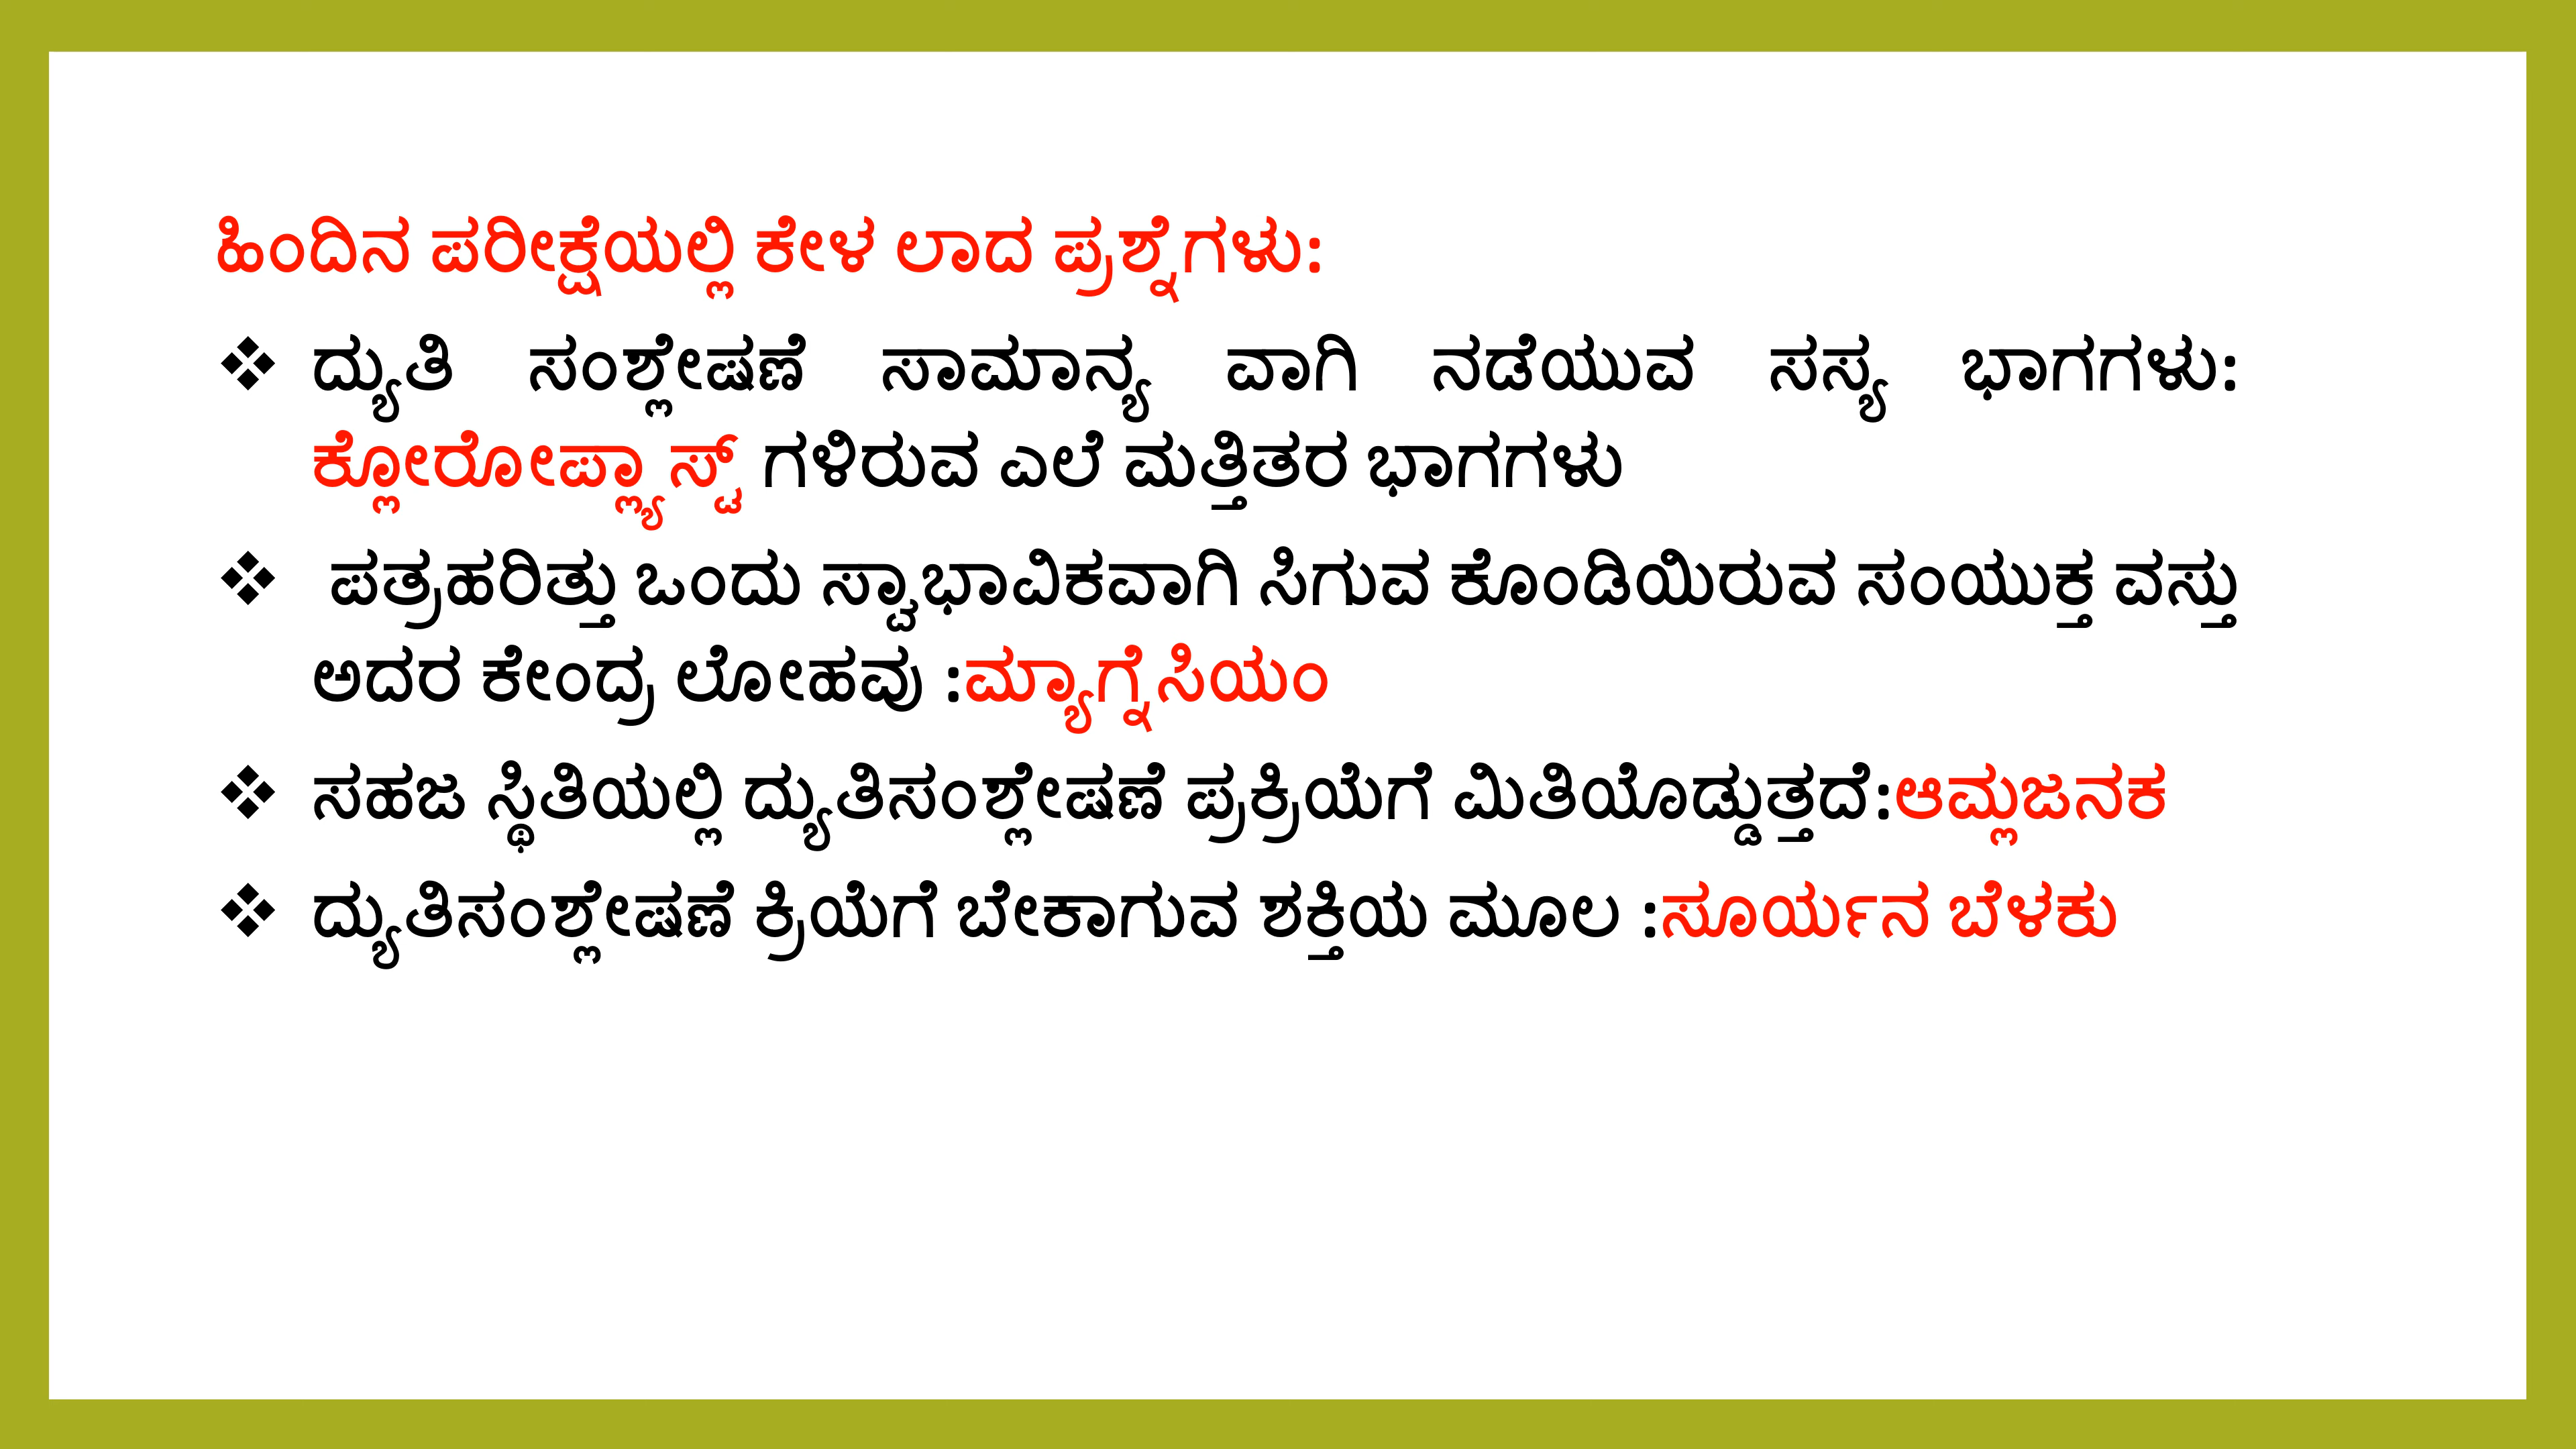 ಹಿಂದಿನ ಪರೀಕ್ಷೆಯಲ್ಲಿ ಕೇಳ ಲಾದ ಪ್ರಶ್ನೆಗಳು:
❖ ದ್ಯುತಿ ಸಂಶ್ಲೇಷಣೆ ಸಾಮಾನ್ಯ ವಾಗಿ ನಡೆಯುವ ಸಸ್ಯ ಭಾಗಗಳು:
ಕ್ಲೋರೋಪ್ಲ್ಯಾಸ್ಟ್ ಗಳಿರುವ ಎಲೆ ಮತ್ತಿತರ ಭಾಗಗಳು
❖ ಪತ್ರಹರಿತ್ತು ಒಂದು ಸ್ವಾಭಾವಿಕವಾಗಿ ಸಿಗುವ ಕೊಂಡಿಯಿರುವ ಸಂಯುಕ್ತ ವಸ್ತು
ಅದರ ಕೇಂದ್ರ ಲೋಹವು :ಮ್ಯಾಗ್ನೆಸಿಯಂ
❖ ಸಹಜ ಸ್ಥಿತಿಯಲ್ಲಿ ದ್ಯುತಿಸಂಶ್ಲೇಷಣೆ ಪ್ರಕ್ರಿಯೆಗೆ ಮಿತಿಯೊಡ್ಡುತ್ತದೆ:ಆಮ್ಲಜನಕ
❖ ದ್ಯುತಿಸಂಶ್ಲೇಷಣೆ ಕ್ರಿಯೆಗೆ ಬೇಕಾಗುವ ಶಕ್ತಿಯ ಮೂಲ :ಸೂರ್ಯನ ಬೆಳಕು